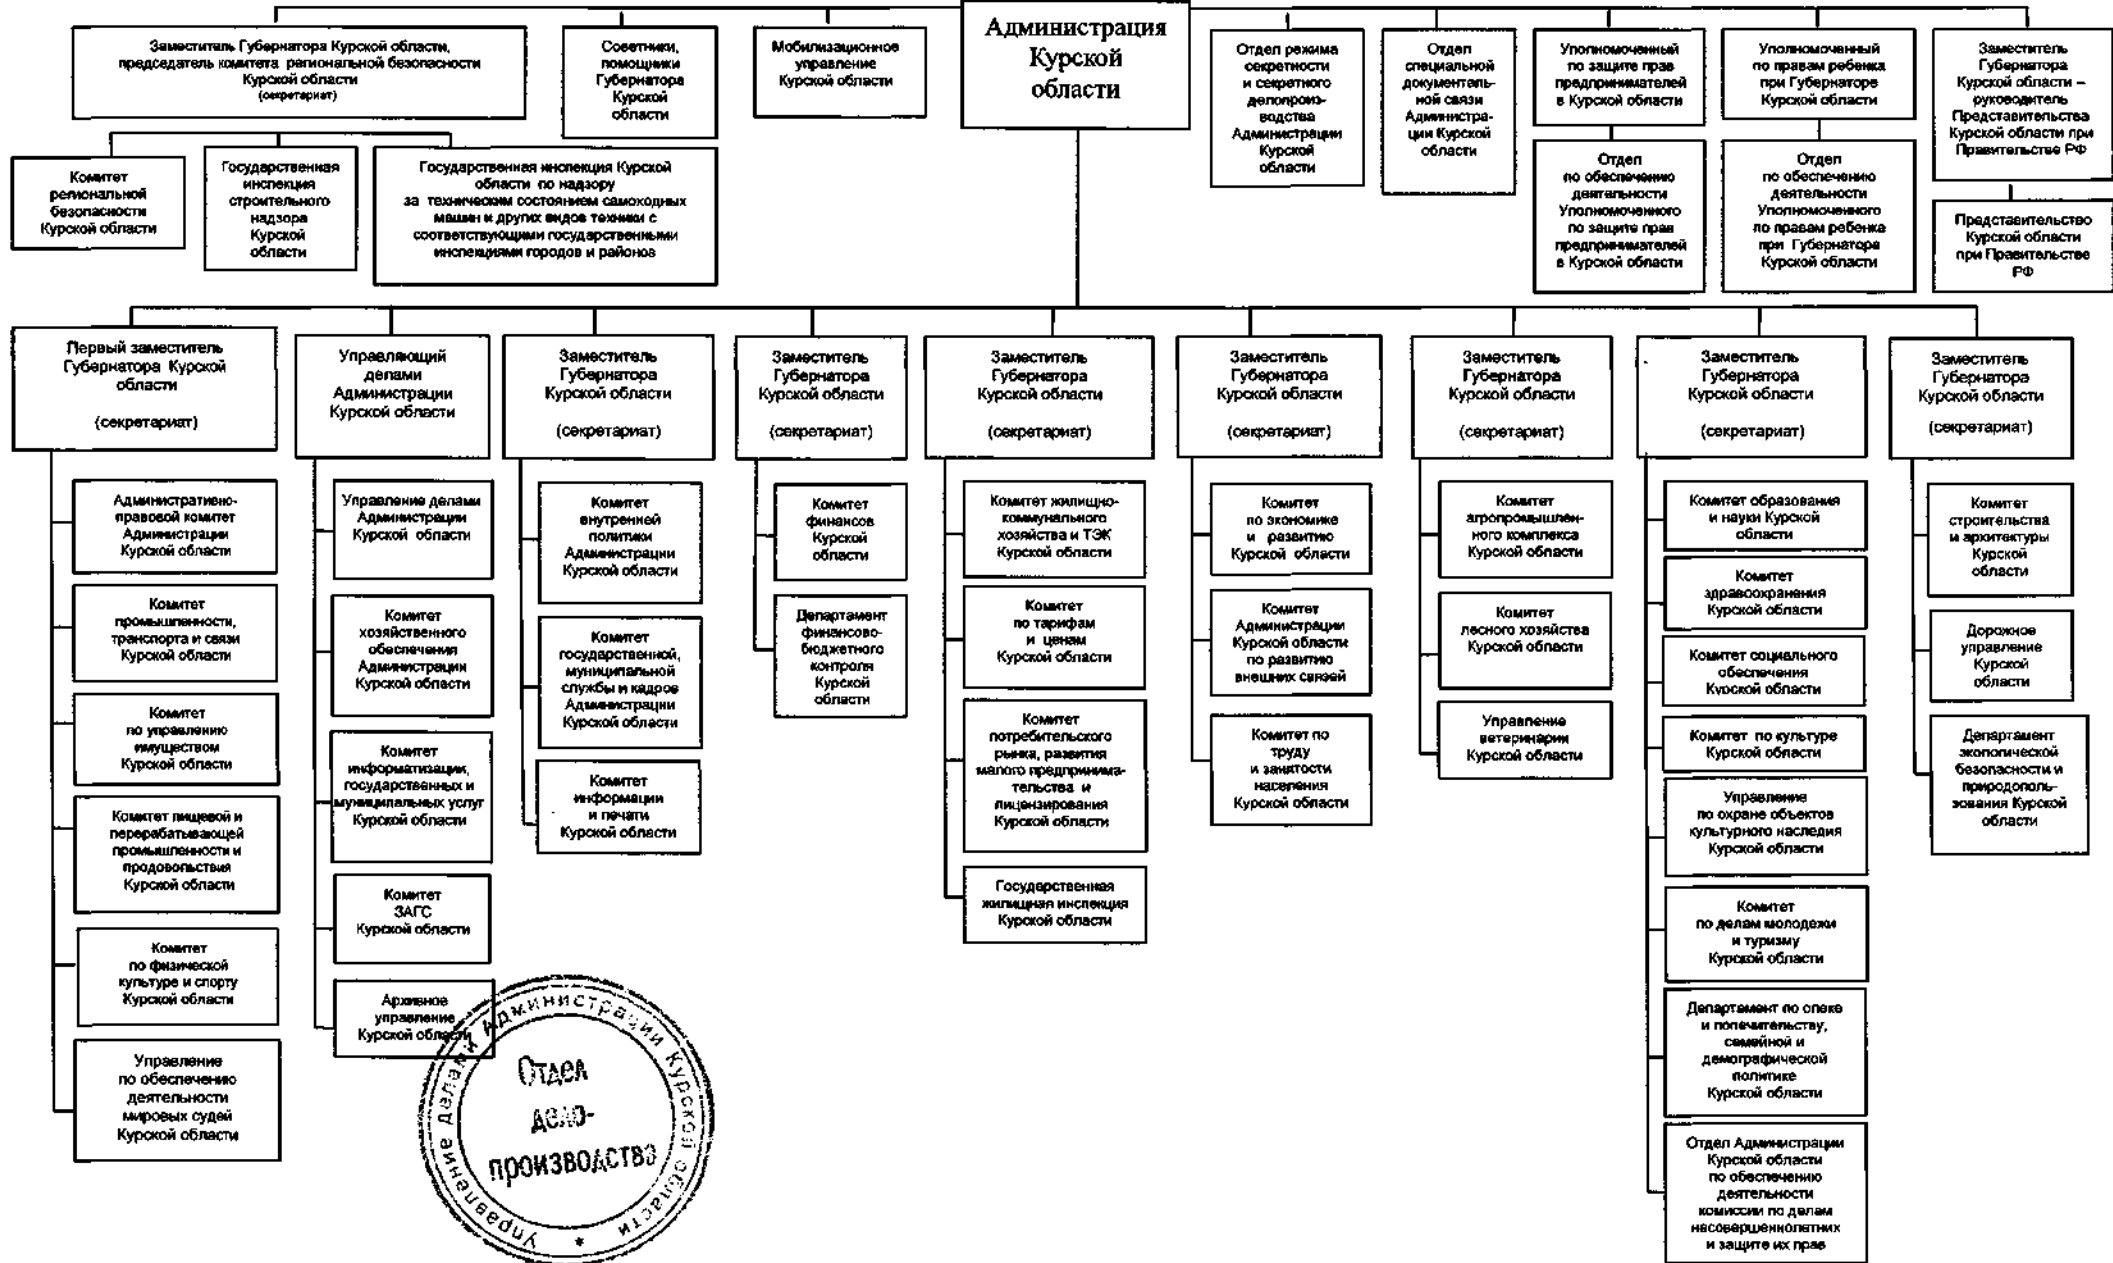 Администрация
Курской
области
Заместитель Губернатора Курской области,
председатель комитета региональной безопасности
Курской области
(секретариат)
Советники,
помощники
Губернатора
Курской
области
Мобилизационное
управление
Курской области
Отдел режима
секретности
и секретного
делопроиз-
водства
Администрации
Курской
области
Отдел
специальной
документаль-
ной связи
Администра-
ции Курской
области
Уполномоченный
по защите прав
предпринимателей
в Курской области
Уполномоченный
по правам ребенка
при Губернаторе
Курской области
Заместитель
Губернатора
Курской области –
руководитель
Представительства
Курской области при
Правительстве РФ
Комитет
региональной
безопасности
Курской области
Государственная
инспекция
строительного
надзора
Курской
области
Государственная инспекция Курской
области по надзору
за техническим состоянием самоходных
машин и других видов техники с
соответствующими государственными
инспекциями городов и районов
Отдел
по обеспечению
деятельности
Уполномоченного
по защите прав
предпринимателей
в Курской области
Отдел
по обеспечению
деятельности
Уполномоченного
по правам ребенка
при Губернатора
Курской области
Представительство
Курской области
при Правительстве
РФ
Первый заместитель
Губернатора Курской
области
(секретариат)
Административно-
правовой комитет
Администрации
Курской области
Комитет
промышленности,
транспорта и связи
Курской области
Комитет
по управлению
имуществом
Курской области
Комитет пищевой и
перерабатывающей
промышленности и
продовольствия
Курской области
Комитет
по физической
культуре и спорту
Курской области
Управление
по обеспечению
деятельности
мировых судей
Курской области
Управляющий
делами
Администрации
Курской области
Управление делами
Администрации
Курской области
Комитет
хозяйственного
обеспечения
Администрации
Курской области
Комитет
информатизации,
государственных и
муниципальных услуг
Курской области
Комитет
ЗАГС
Курской области
Архивное
управление
Курской области
Заместитель
Губернатора
Курской области
(секретариат)
Комитет
внутренней
политики
Администрации
Курской области
Комитет
государственной,
муниципальной
службы и кадров
Администрации
Курской области
Комитет
информации
и печати
Курской области
Заместитель
Губернатора
Курской области
(секретариат)
Комитет
финансов
Курской
области
Департамент
финансово-
бюджетного
контроля
Курской
области
Заместитель
Губернатора
Курской области
(секретариат)
Комитет жилищно-
коммунального
хозяйства и ТЭК
Курской области
Комитет
по тарифам
и ценам
Курской области
Комитет
потребительского
рынка, развития
малого предпринима-
тельства и
лицензирования
Курской области
Государственная
жилищная инспекция
Курской области
Заместитель
Губернатора
Курской области
(секретариат)
Комитет
по экономике
и развитию
Курской области
Комитет
Администрации
Курской области
по развитию
внешних связей
Комитет по
труду
и занятости
населения
Курской области
Заместитель
Губернатора
Курской области
(секретариат)
Комитет
агропромышлен-
ного комплекса
Курской области
Комитет
лесного хозяйства
Курской области
Управление
ветеринарии
Курской области
Заместитель
Губернатора
Курской области
(секретариат)
Комитет образования
и науки Курской
области
Комитет
здравоохранения
Курской области
Комитет социального
обеспечения
Курской области
Комитет по культуре
Курской области
Управление
по охране объектов
культурного наследия
Курской области
Комитет
по делам молодежи
и туризму
Курской области
Департамент по опеке
и попечительству,
семейной и
демографической
политике
Курской области
Отдел Администрации
Курской области
по обеспечению
деятельности
комиссии по делам
несовершеннолетних
и защите их прав
Заместитель
Губернатора
Курской области
(секретариат)
Комитет
строительства
и архитектуры
Курской
области
Дорожное
управление
Курской
области
Департамент
экологической
безопасности и
природополь-
зования Курской
области
Управление делами Администрации Курской области *
Отдел
дело-
производства